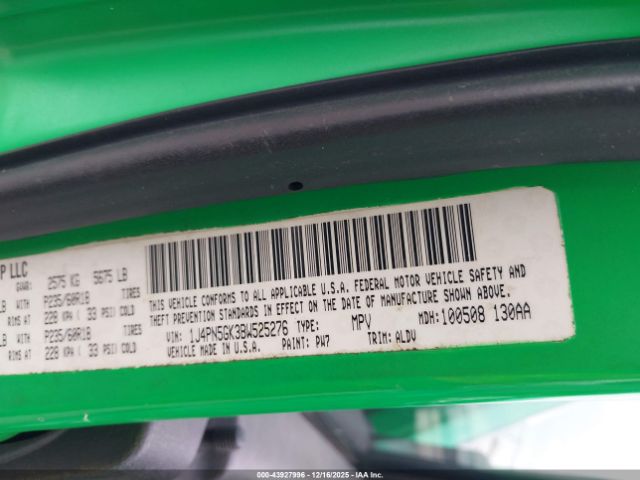 P LLC
GVWR: 2575 KG 5675 LB
LB WITH P235/60R18 TIRES
RIMS AT 228 KPA ( 33 PSI) COLD
LB WITH P235/60R18 TIRES
RIMS AT 228 KPA ( 33 PSI) COLD
THIS VEHICLE CONFORMS TO ALL APPLICABLE U.S.A. FEDERAL MOTOR VEHICLE SAFETY AND
THEFT PREVENTION STANDARDS IN EFFECT ON THE DATE OF MANUFACTURE SHOWN ABOVE.
VIN: 1J4PN5GK3BW525276 TYPE: MPV MDH: 100508 130AA
MADE IN U.S.A. PAINT: PW7 TRIM: ALDV
000-43927996 - 12/16/2025 - IAA Inc.